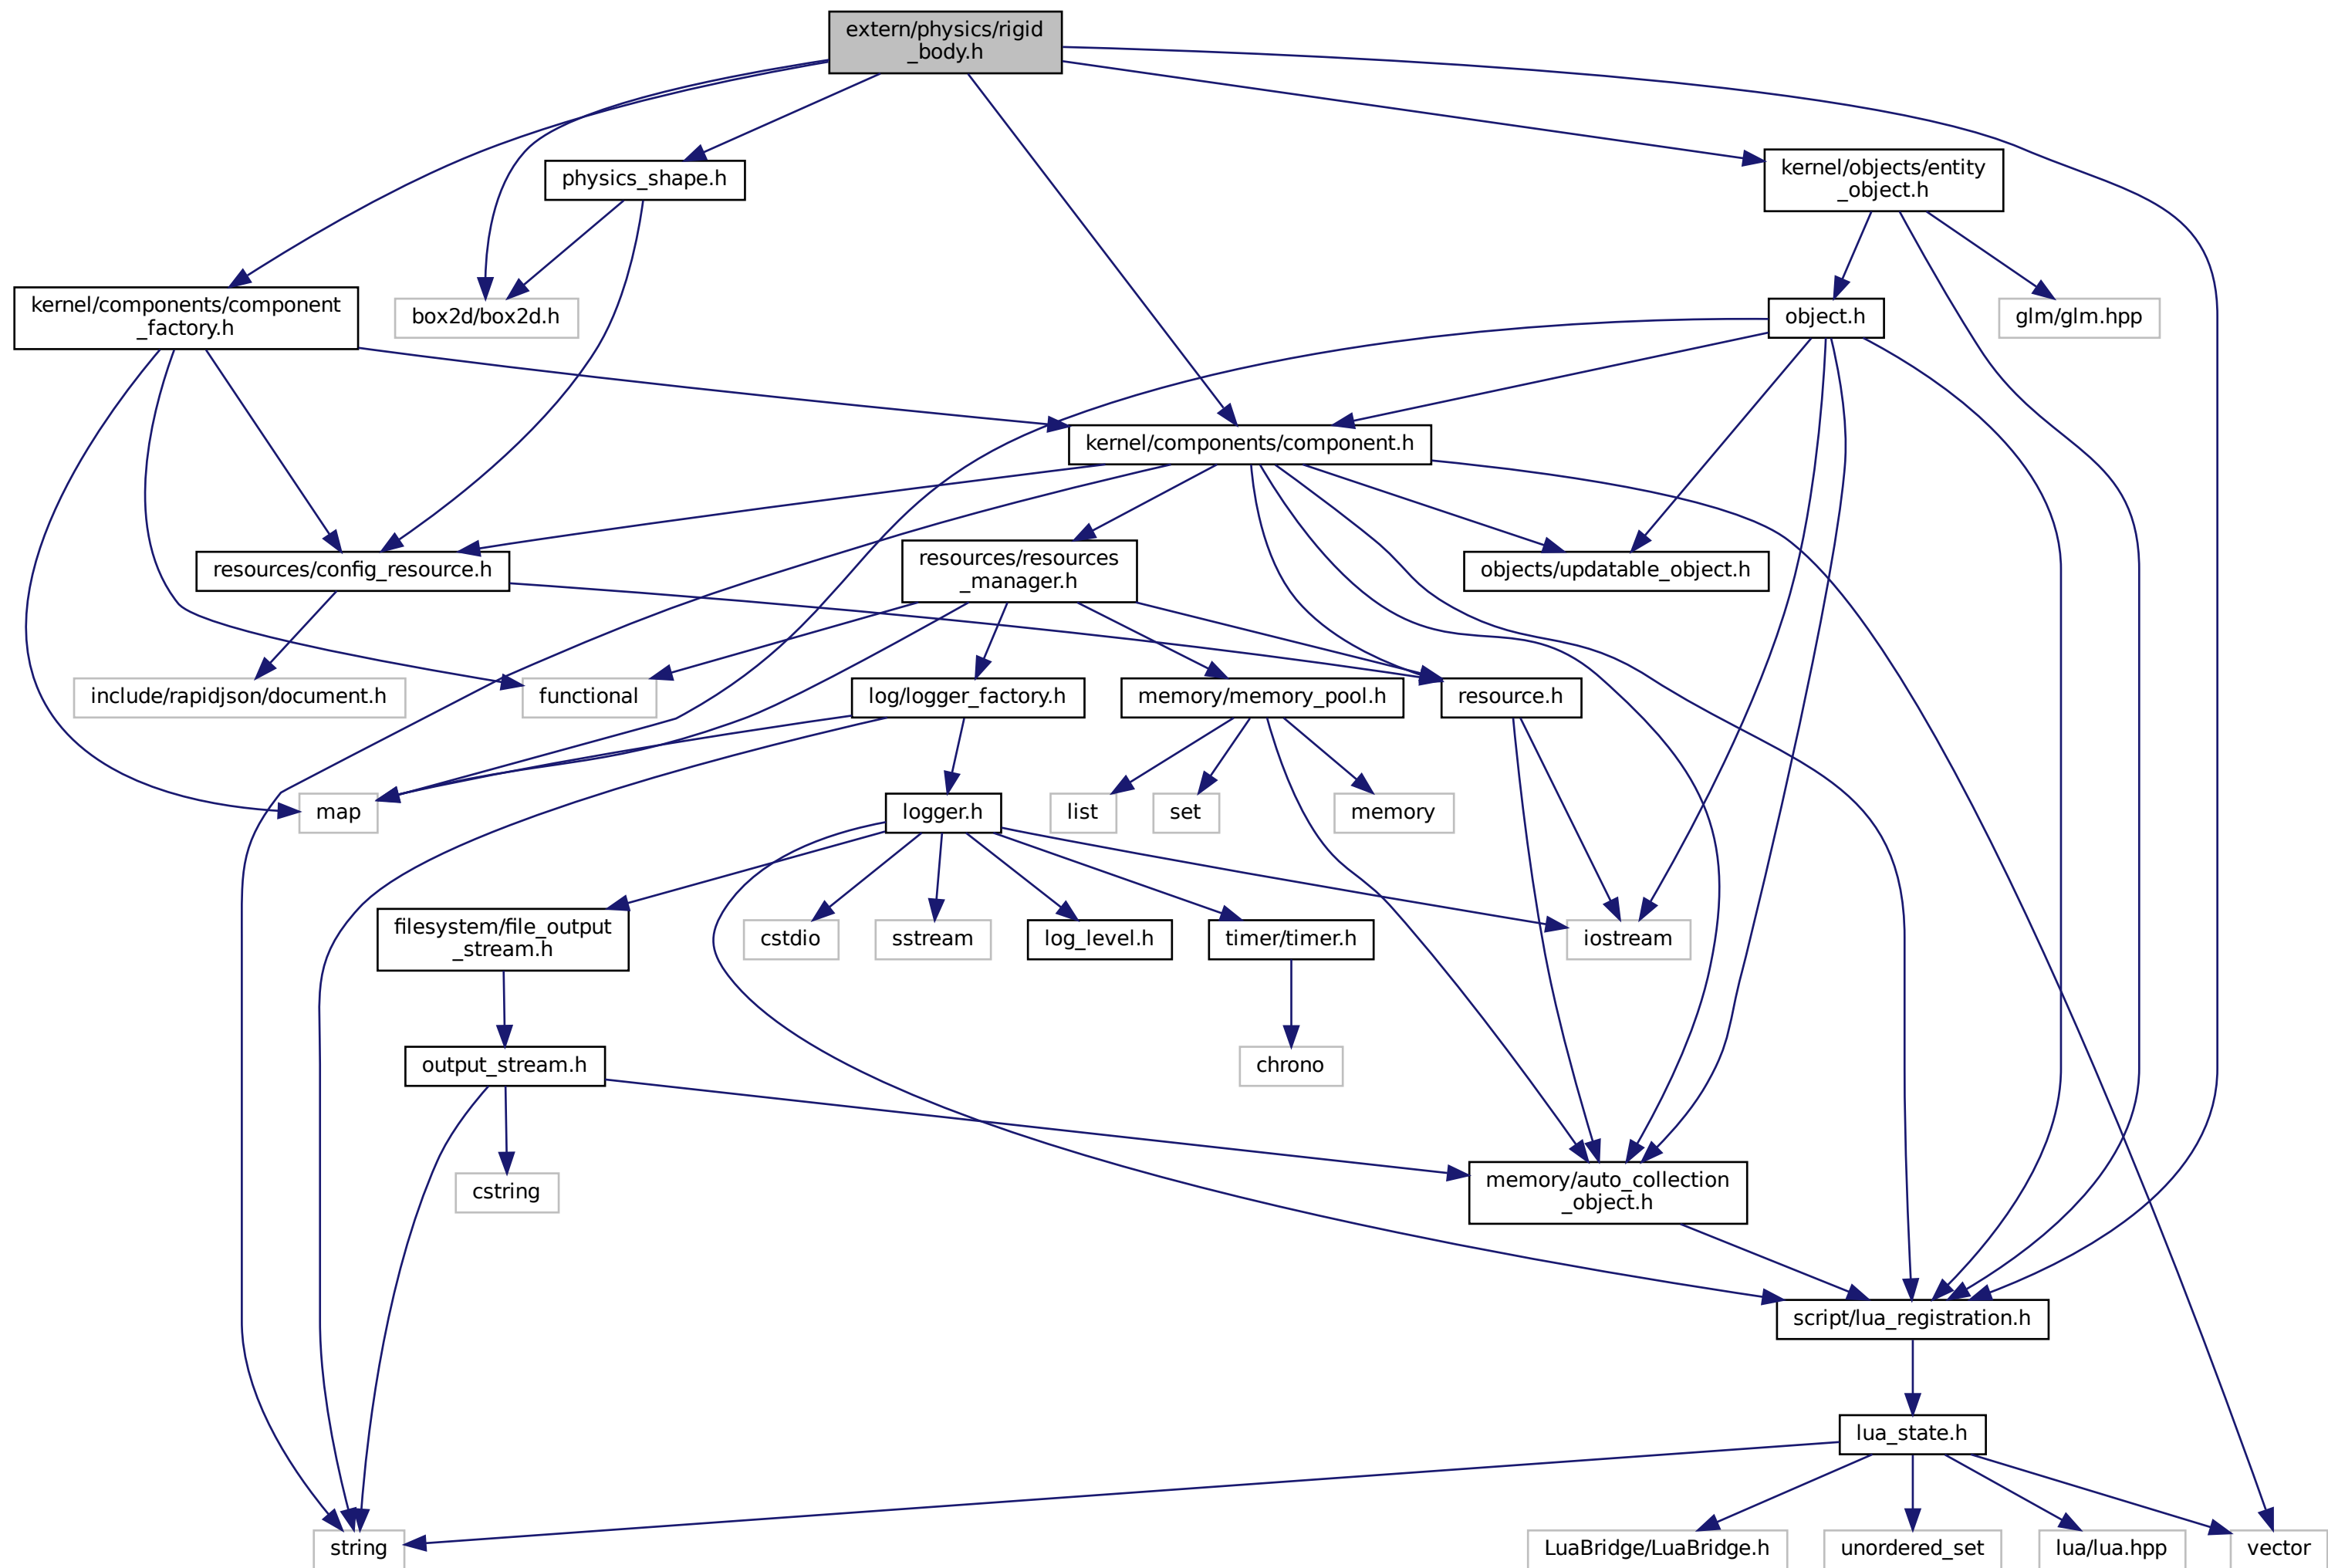 extern/physics/rigid
_body.h
kernel/objects/entity
_object.h
physics_shape.h
kernel/components/component
_factory.h
box2d/box2d.h
object.h
glm/glm.hpp
kernel/components/component.h
resources/config_resource.h
resources/resources
_manager.h
objects/updatable_object.h
include/rapidjson/document.h
functional
log/logger_factory.h
memory/memory_pool.h
resource.h
map
logger.h
list
set
memory
filesystem/file_output
_stream.h
cstdio
sstream
log_level.h
timer/timer.h
iostream
output_stream.h
chrono
cstring
memory/auto_collection
_object.h
script/lua_registration.h
lua_state.h
string
LuaBridge/LuaBridge.h
unordered_set
lua/lua.hpp
vector